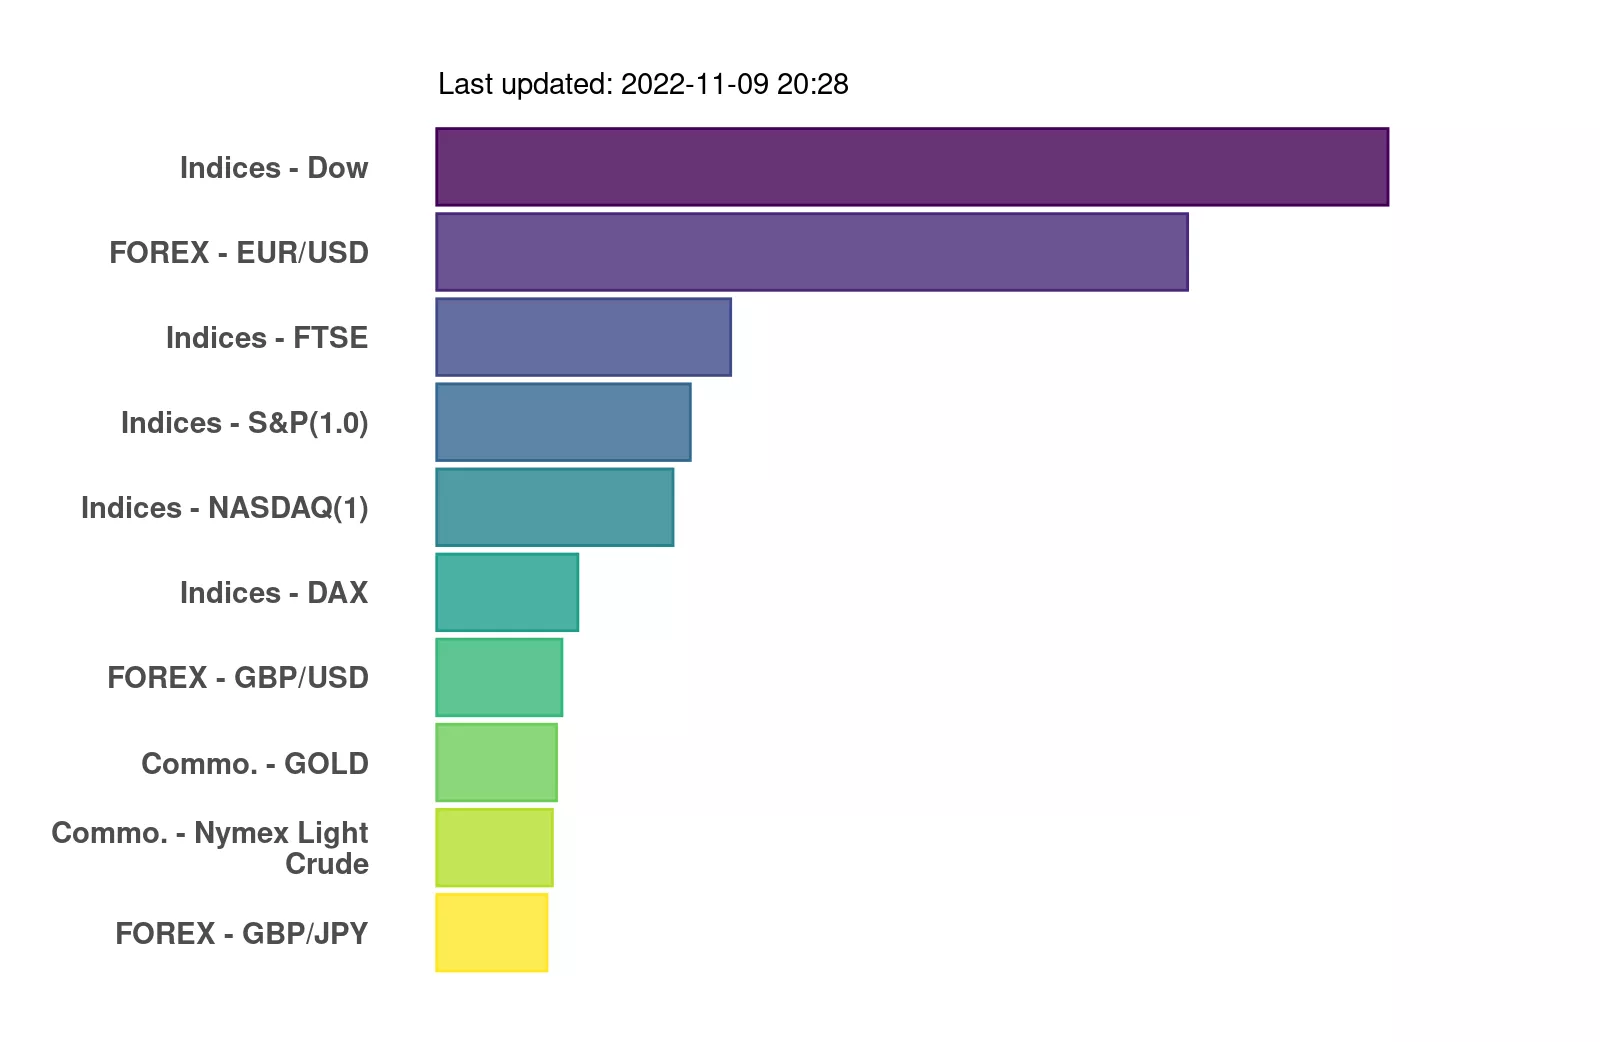 Last updated: 2022-11-09 20:28
Indices - Dow
FOREX - EUR/USD
Indices - FTSE
Indices - S&P(1.0)
Indices - NASDAQ(1)
Indices - DAX
FOREX - GBP/USD
Commo. - GOLD
Commo. - Nymex Light
Crude
FOREX - GBP/JPY